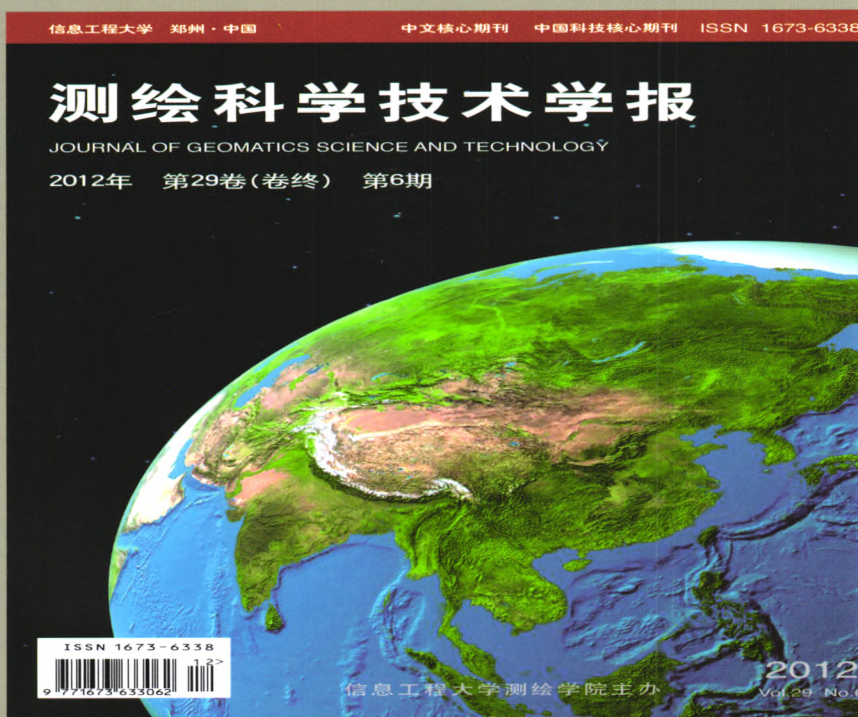 信息工程大学 郑州·中国 中文核心期刊 中国科技核心期刊 ISSN 1673-6338
测绘科学技术学报
JOURNAL OF GEOMATICS SCIENCE AND TECHNOLOGY
2012年 第29卷(卷终) 第6期
ISSN 1673-6338
12>
9 771673 633062
信息工程大学测绘学院主办
2012
Vol.29 No.6